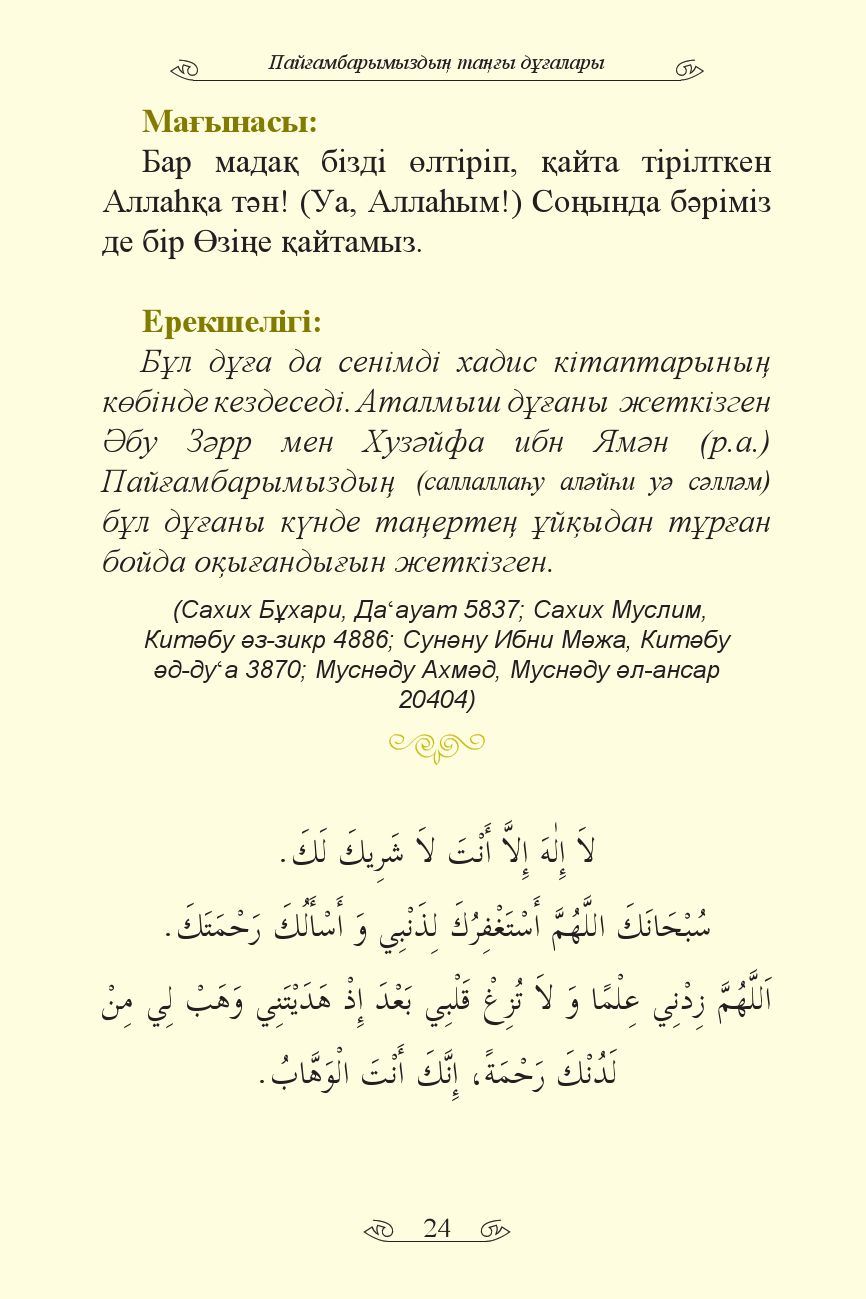 Пайғамбарымыздың таңғы дұғалары
Мағынасы:
Бар мадақ бізді өлтіріп, қайта тірілткен
Аллаһқа тән! (Уа, Аллаһым!) Соңында бәріміз
де бір Өзіңе қайтамыз.
Ерекшелігі:
Бұл дұға да сенімді хадис кітаптарының
көбінде кездеседі. Аталмыш дұғаны жеткізген
Әбу Зәрр мен Хузәйфа ибн Ямән (р.а.)
Пайғамбарымыздың (саллаллаһу аләйһи уә сәлләм)
бұл дұғаны күнде таңертең ұйқыдан тұрған
бойда оқығандығын жеткізген.
(Сахих Бұхари, Да‘ауат 5837; Сахих Муслим,
Китәбу әз-зикр 4886; Сунәну Ибни Мәжа, Китәбу
әд-ду‘а 3870; Муснәду Ахмәд, Муснәду әл-ансар
20404)
لاَ إِلٰهَ إِلاَّ أَنْتَ لاَ شَرِيكَ لَكَ.
سُبْحَانَكَ اللَّهُمَّ أَسْتَغْفِرُكَ لِذَنْبِي وَ أَسْأَلُكَ رَحْمَتَكَ.
اَللَّهُمَّ زِدْنِي عِلْمًا وَ لاَ تُزِغْ قَلْبِي بَعْدَ إِذْ هَدَيْتَنِي وَهَبْ لِي مِنْ
لَدُنْكَ رَحْمَةً، إِنَّكَ أَنْتَ الْوَهَّابُ.
24